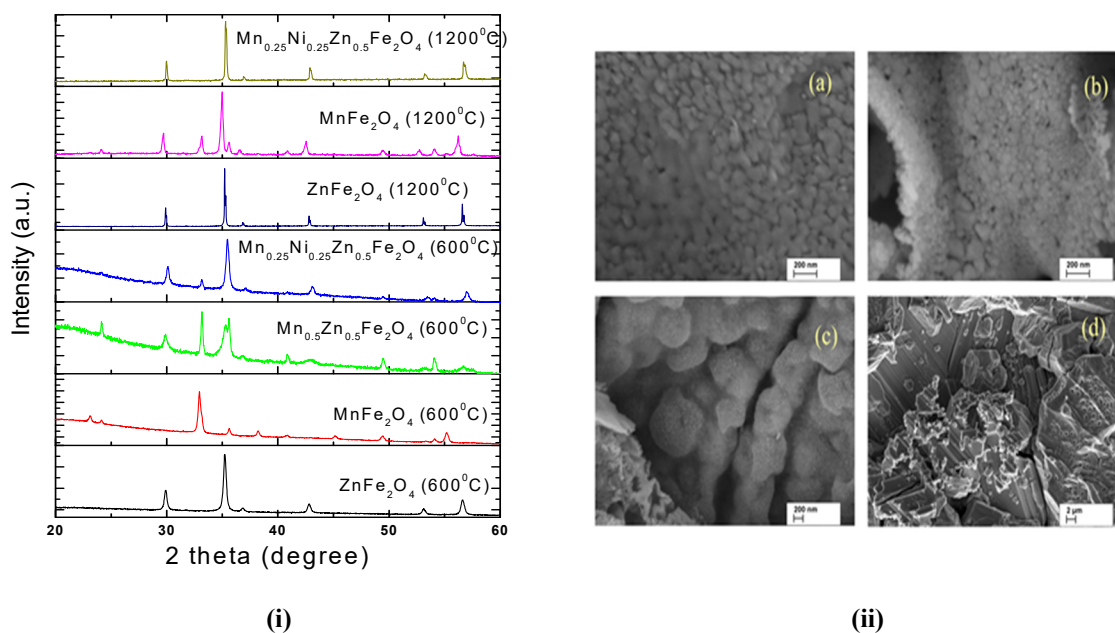 Mn0.25Ni0.25Zn0.5Fe2O4 (1200⁰C)
MnFe2O4 (1200⁰C)
ZnFe2O4 (1200⁰C)
Mn0.25Ni0.25Zn0.5Fe2O4 (600⁰C)
Mn0.5Zn0.5Fe2O4 (600⁰C)
MnFe2O4 (600⁰C)
ZnFe2O4 (600⁰C)
Intensity (a.u.)
20 30 40 50 60
2 theta (degree)
(i)
(a)
200 nm
(b)
200 nm
(c)
200 nm
(d)
2 µm
(ii)